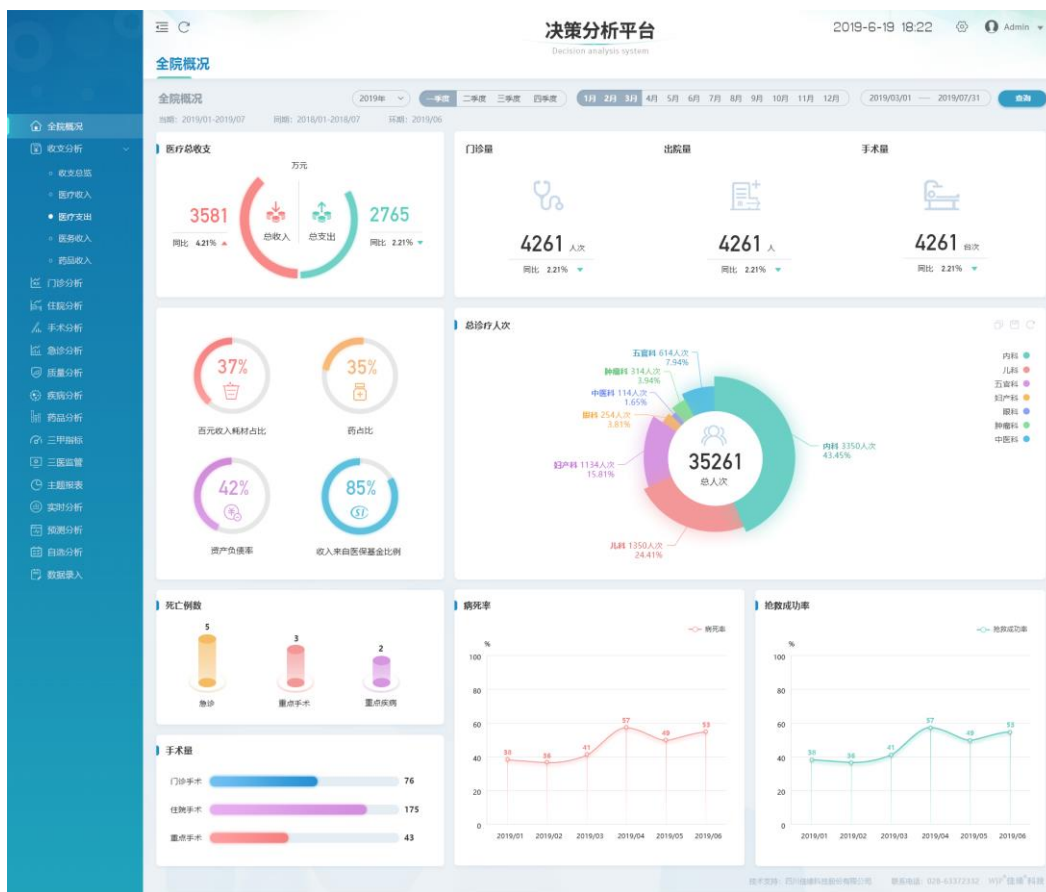 决策分析平台
Decision analysis system
2019-6-19 18:22
Admin
全院概况
全院概况
2019年
一季度 二季度 三季度 四季度
1月 2月 3月 4月 5月 6月 7月 8月 9月 10月 11月 12月
2019/03/01 — 2019/07/31
查询
当期: 2019/01-2019/07 同期: 2018/01-2018/07 环期: 2019/06
全院概况
收支分析
收支总览
医疗收入
医疗支出
医务收入
药品收入
门诊分析
住院分析
手术分析
急诊分析
质量分析
疾病分析
药品分析
三甲指标
三医监管
主题报表
实时分析
预测分析
自选分析
数据录入
医疗总收支
万元
3581
同比 4.21%
总收入
总支出
2765
同比 2.21%
门诊量
4261 人次
同比 2.21%
出院量
4261 人
同比 2.21%
手术量
4261 台次
同比 2.21%
37%
百元收入耗材占比
35%
药占比
42%
资产负债率
85%
收入来自医保基金比例
总诊疗人次
五官科 614人次
7.94%
肿瘤科 314人次
3.94%
中医科 114人次
1.65%
眼科 254人次
3.81%
妇产科 1134人次
15.81%
儿科 1350人次
24.41%
内科 3350人次
43.45%
35261
总人次
内科
儿科
五官科
妇产科
眼科
肿瘤科
中医科
死亡例数
5
急诊
3
重点手术
2
重点疾病
手术量
门诊手术 76
住院手术 175
重点手术 43
病死率
病死率
%
100
80
60
40
20
0
36
41
57
49
53
2019/01 2019/02 2019/03 2019/04 2019/05 2019/06
抢救成功率
抢救成功率
%
100
80
60
40
20
0
36
41
57
49
53
2019/01 2019/02 2019/03 2019/04 2019/05 2019/06
联系电话: 028-63372332